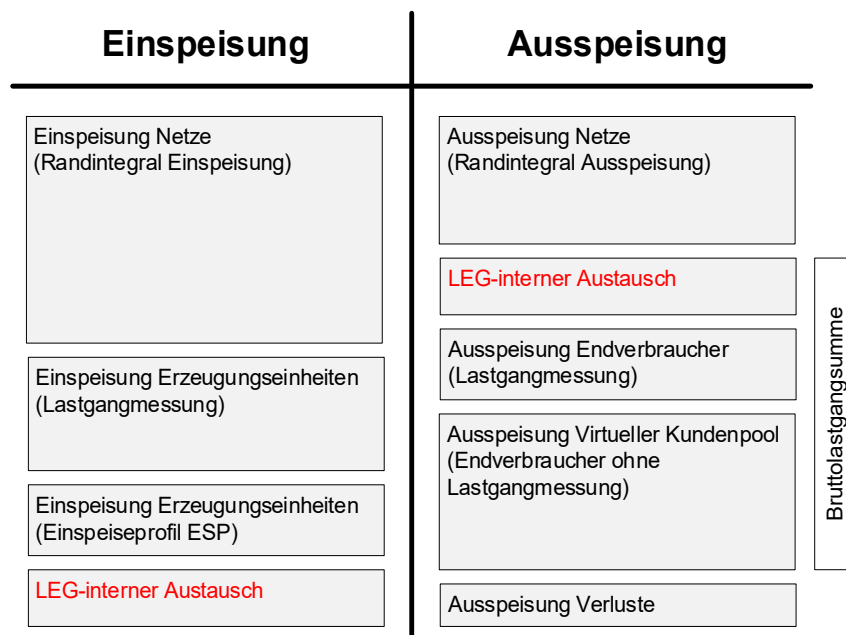 Einspeisung
Einspeisung Netze
(Randintegral Einspeisung)
Einspeisung Erzeugungseinheiten
(Lastgangmessung)
Einspeisung Erzeugungseinheiten
(Einspeiseprofil ESP)
LEG-interner Austausch
Ausspeisung
Ausspeisung Netze
(Randintegral Ausspeisung)
LEG-interner Austausch
Ausspeisung Endverbraucher
(Lastgangmessung)
Ausspeisung Virtueller Kundenpool
(Endverbraucher ohne
Lastgangmessung)
Ausspeisung Verluste
Bruttolastgangsumme